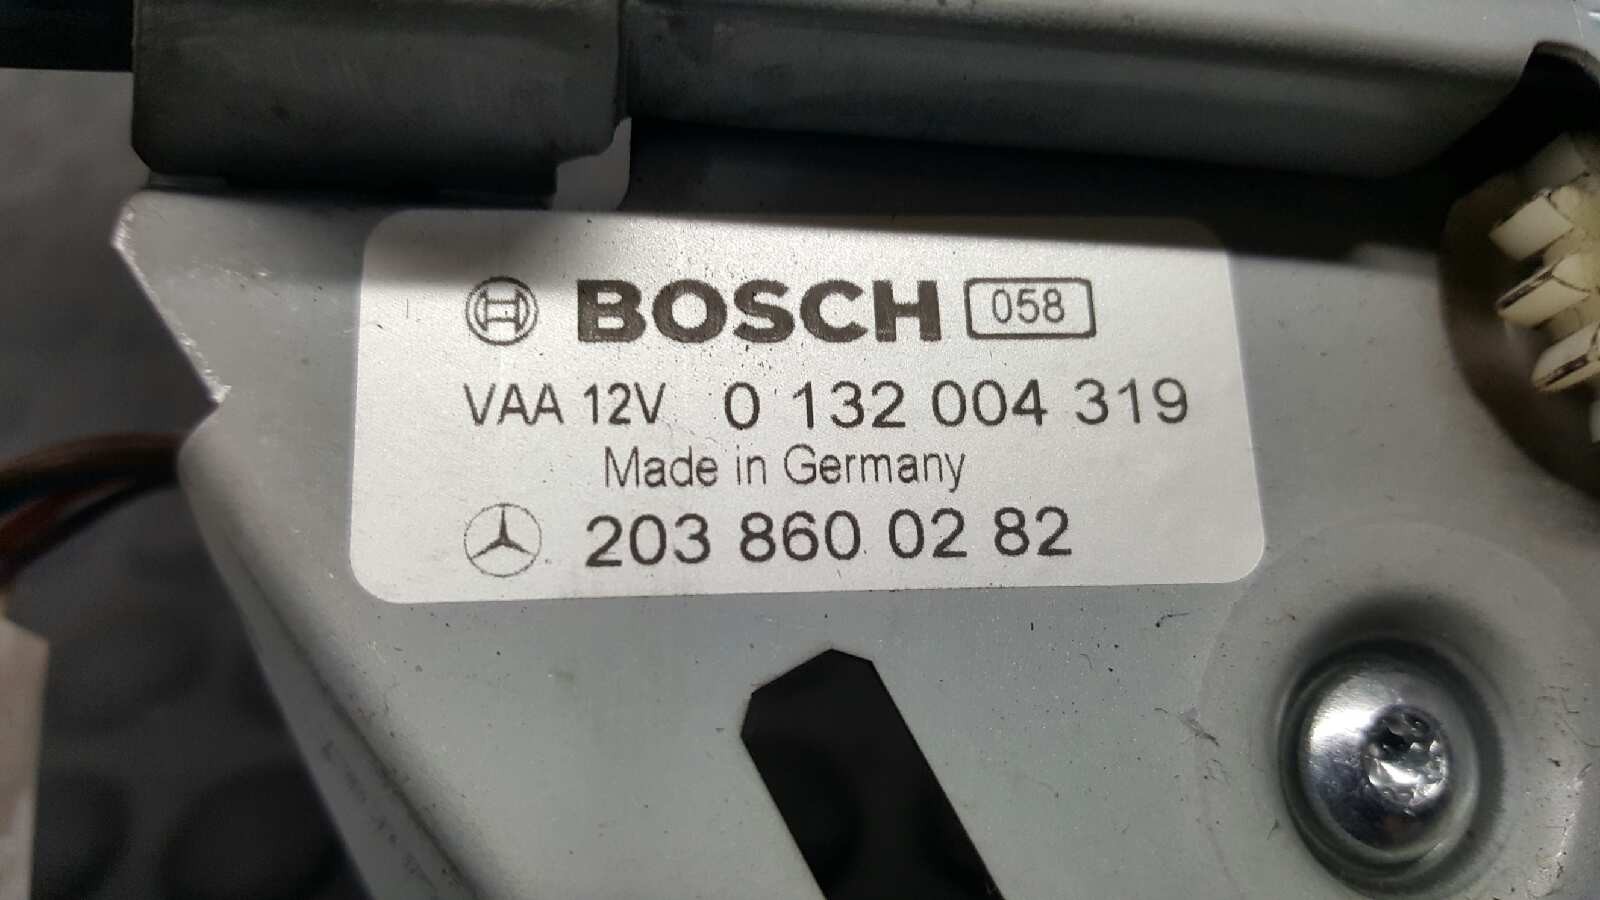 BOSCH 058
VAA 12V 0 132 004 319
Made in Germany
203 860 02 82